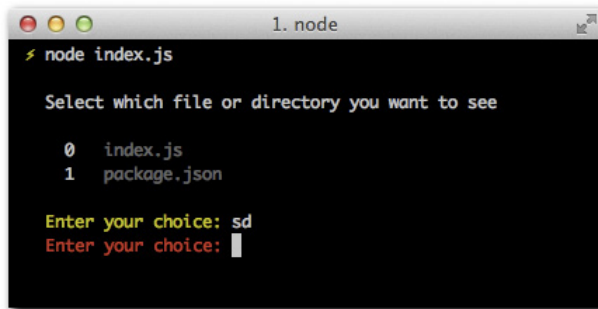 1. node
⚡ node index.js
Select which file or directory you want to see
0 index.js
1 package.json
Enter your choice: sd
Enter your choice: